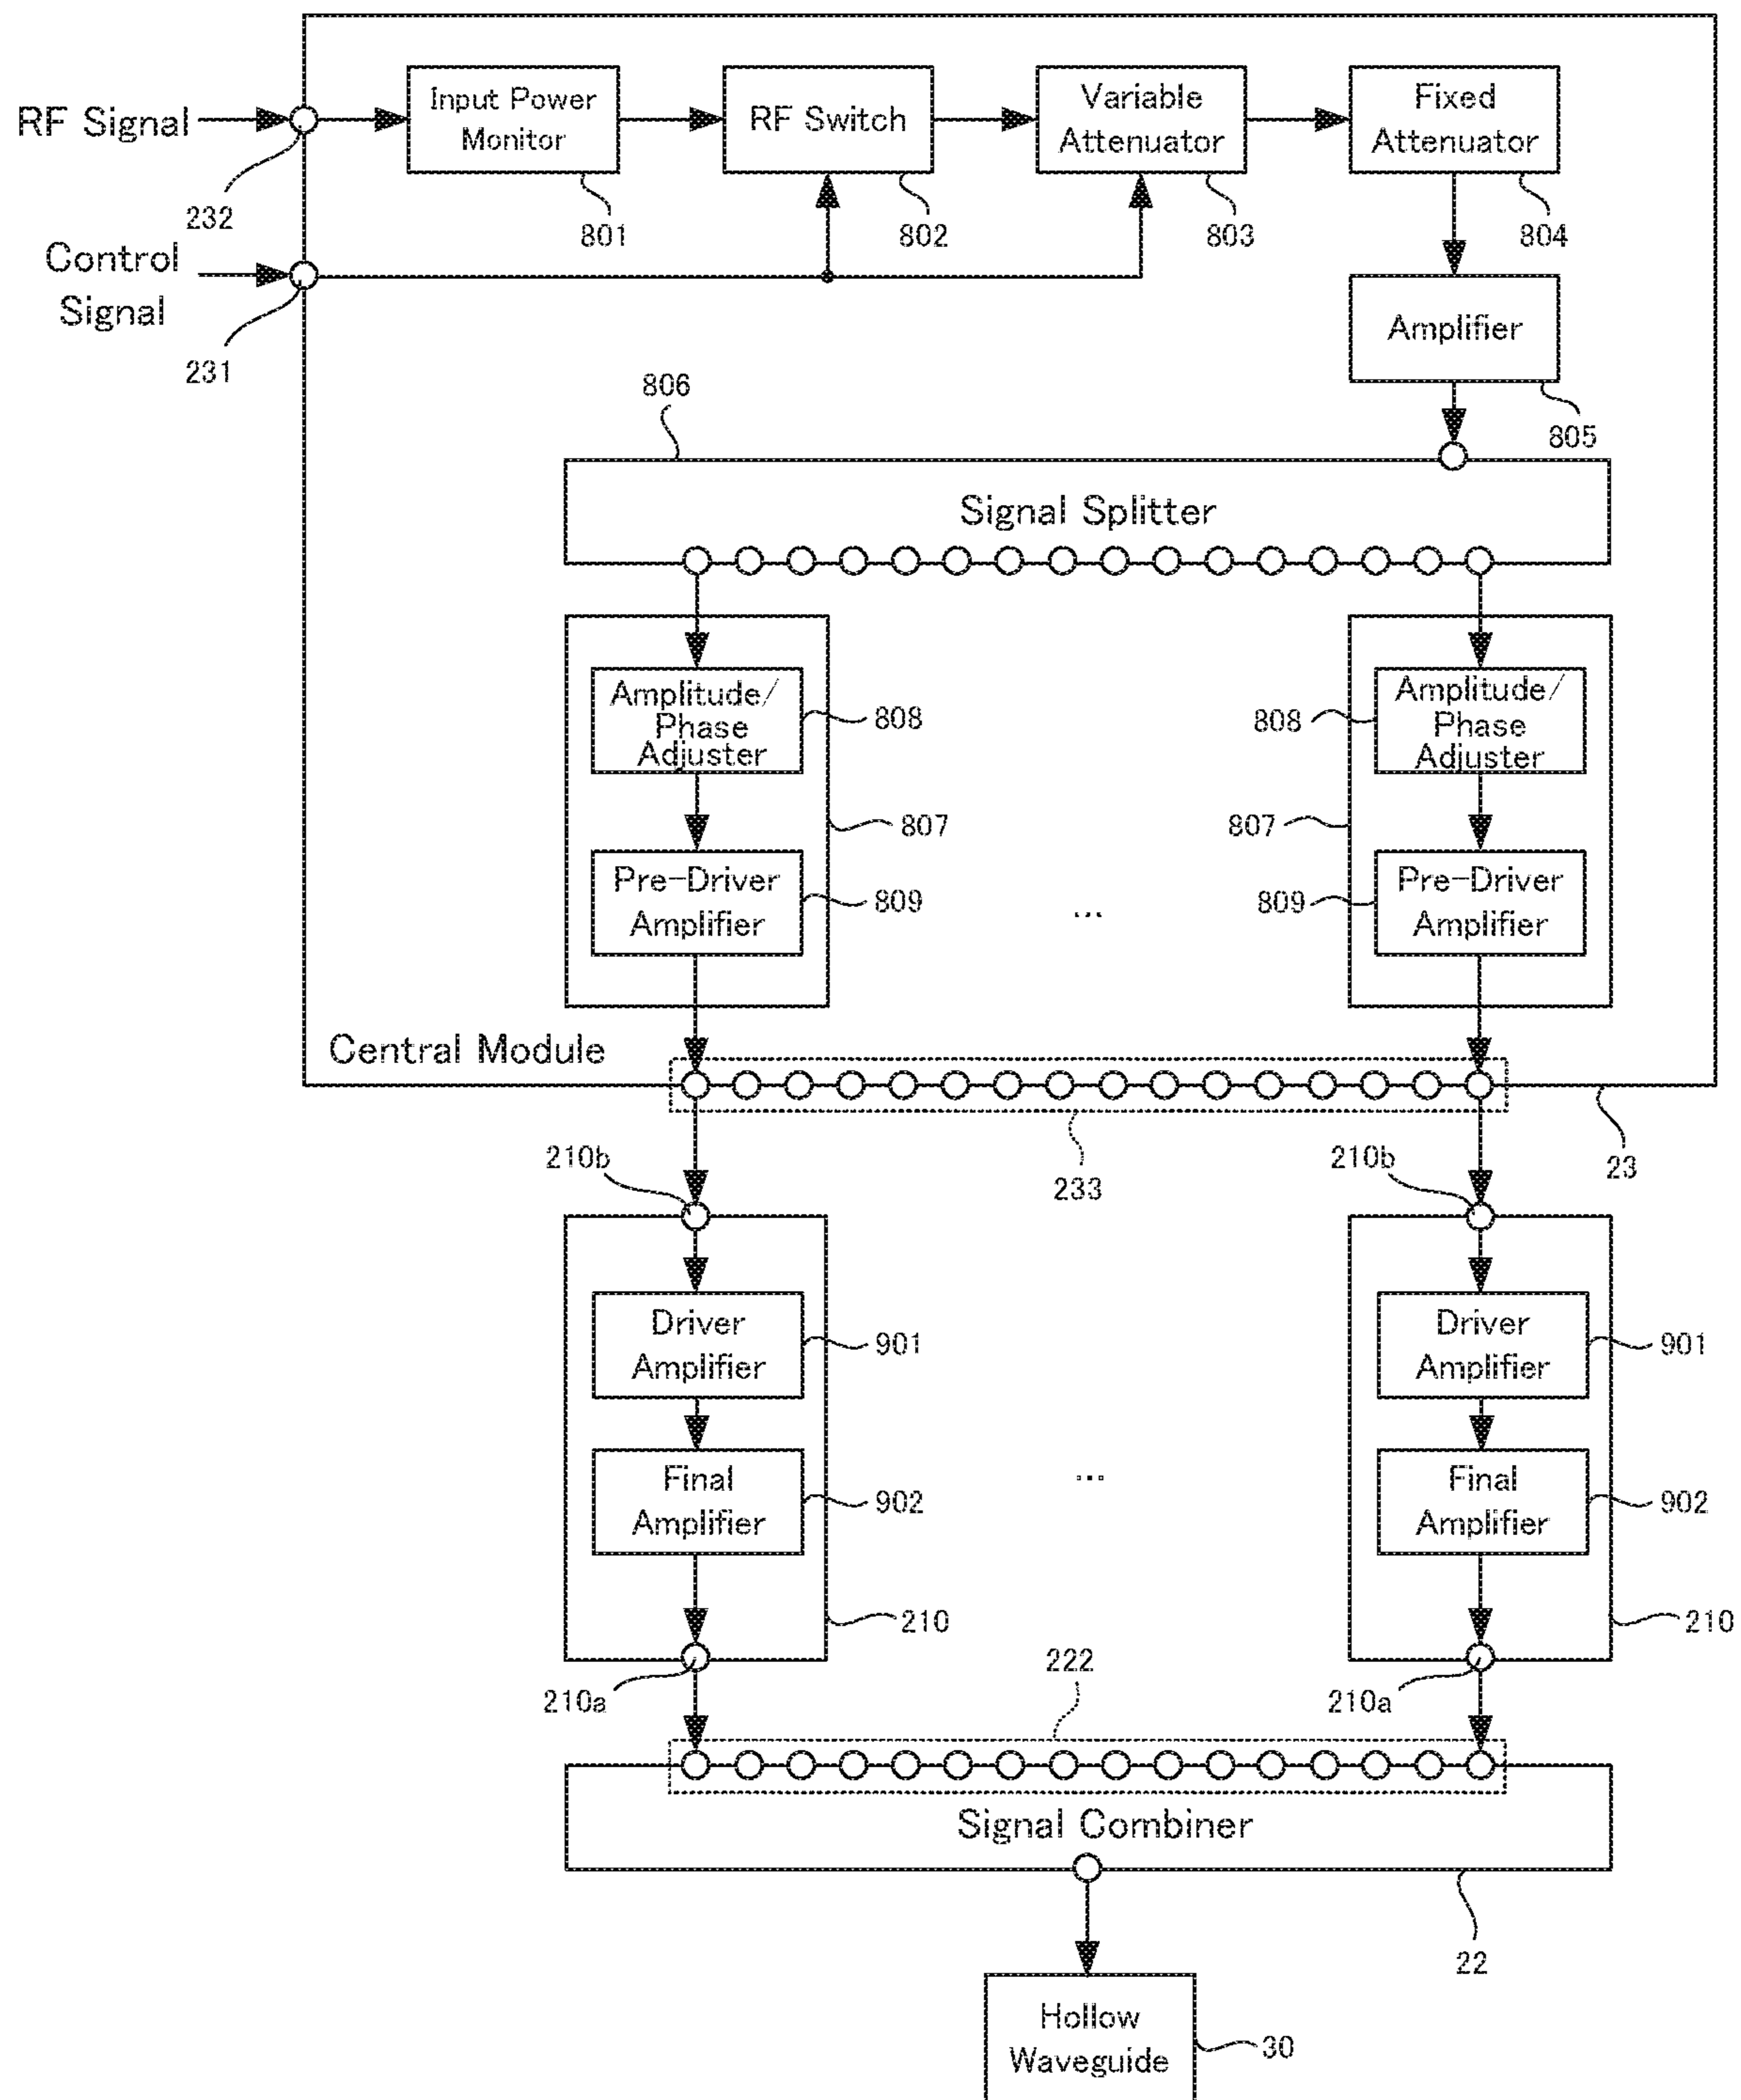 RF Signal
232
Input Power
Monitor
801
RF Switch
802
Variable
Attenuator
803
Fixed
Attenuator
804
Control
Signal
231
Amplifier
805
806
Signal Splitter
Amplitude/
Phase
Adjuster
808
808
Amplitude/
Phase
Adjuster
807
807
Pre-Driver
Amplifier
809
...
809
Pre-Driver
Amplifier
Central Module
233
23
210b
210b
Driver
Amplifier
901
Driver
Amplifier
901
Final
Amplifier
902
...
Final
Amplifier
902
210
210
210a
222
210a
Signal Combiner
22
Hollow
Waveguide
30